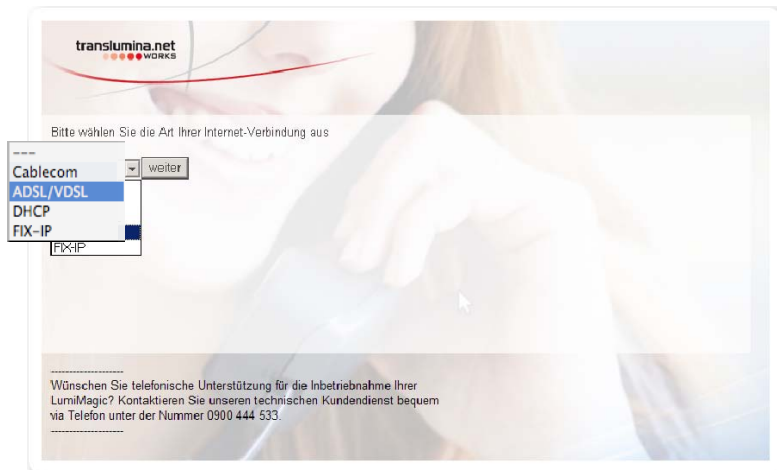 translumina.net
WORKS
Bitte wählen Sie die Art Ihrer Internet-Verbindung aus
---
Cablecom
ADSL/VDSL
DHCP
FIX-IP
weiter
FIX-IP
--------------------
Wünschen Sie telefonische Unterstützung für die Inbetriebnahme Ihrer
LumiMagic? Kontaktieren Sie unseren technischen Kundendienst bequem
via Telefon unter der Nummer 0900 444 533.
--------------------